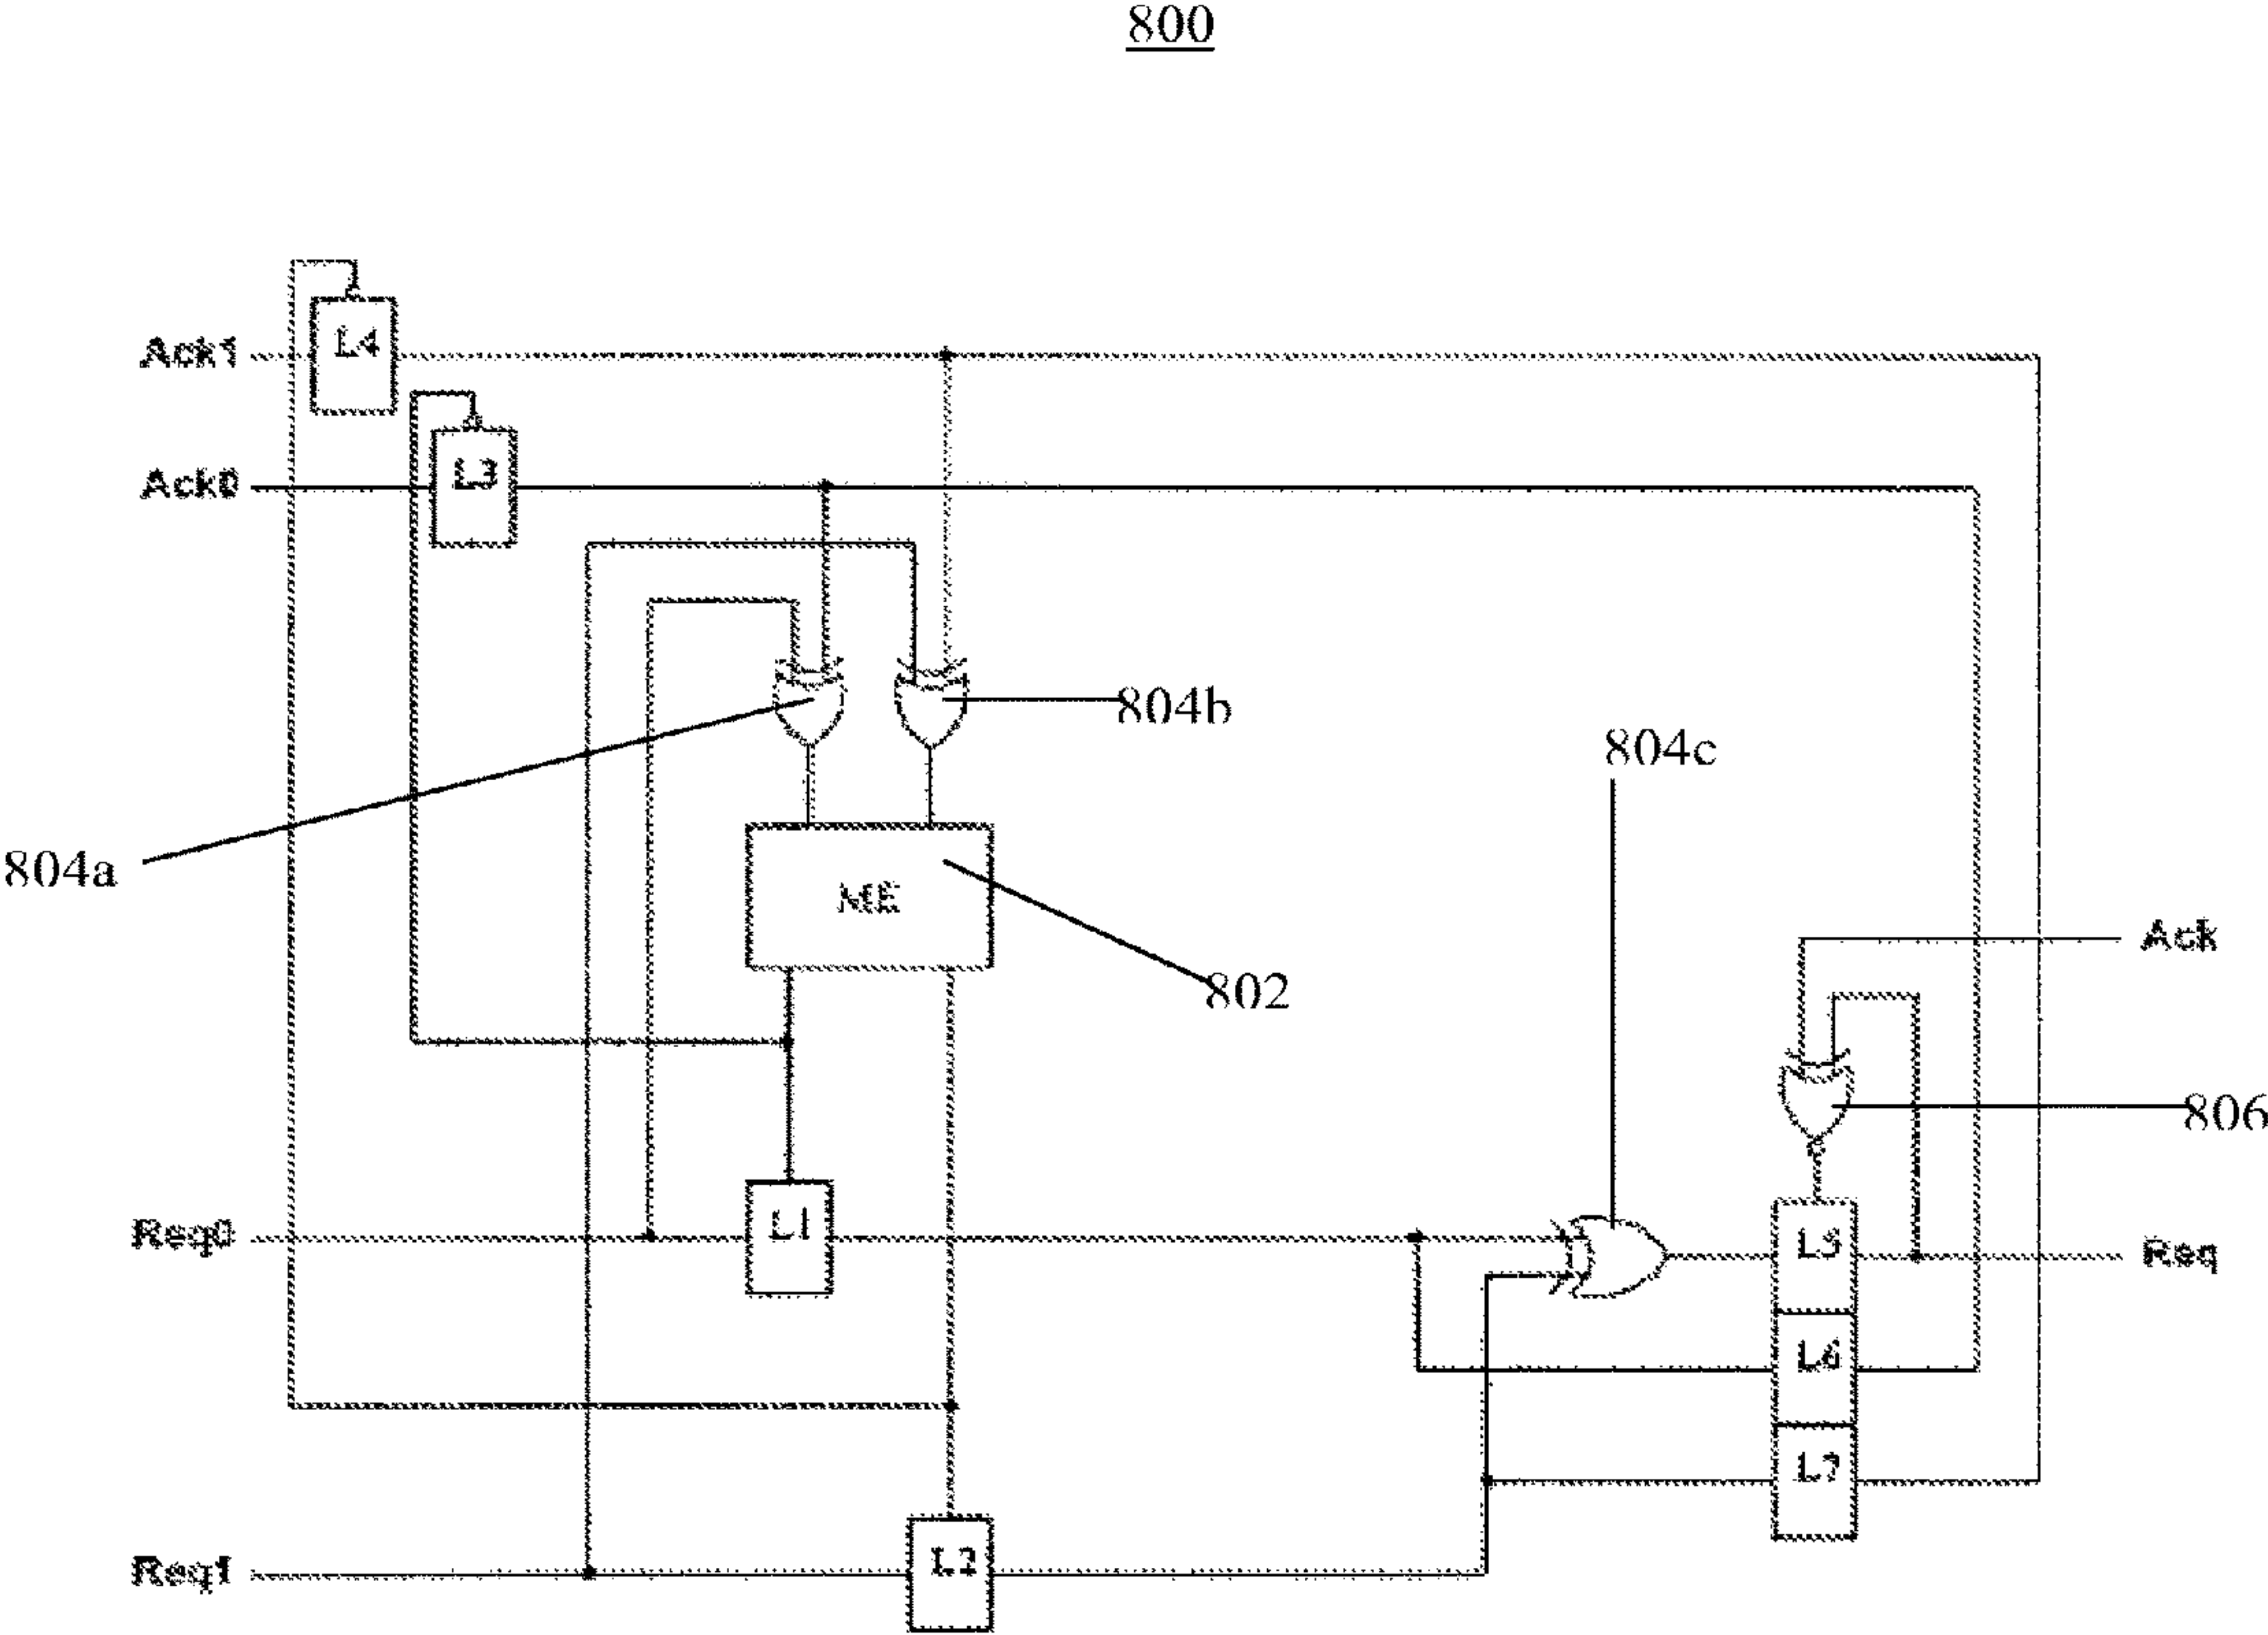 800
Ack1
L4
Ack0
L3
804b
804c
804a
ME
802
Ack
806
Req0
L1
L5
Req
L6
L7
Req1
L2